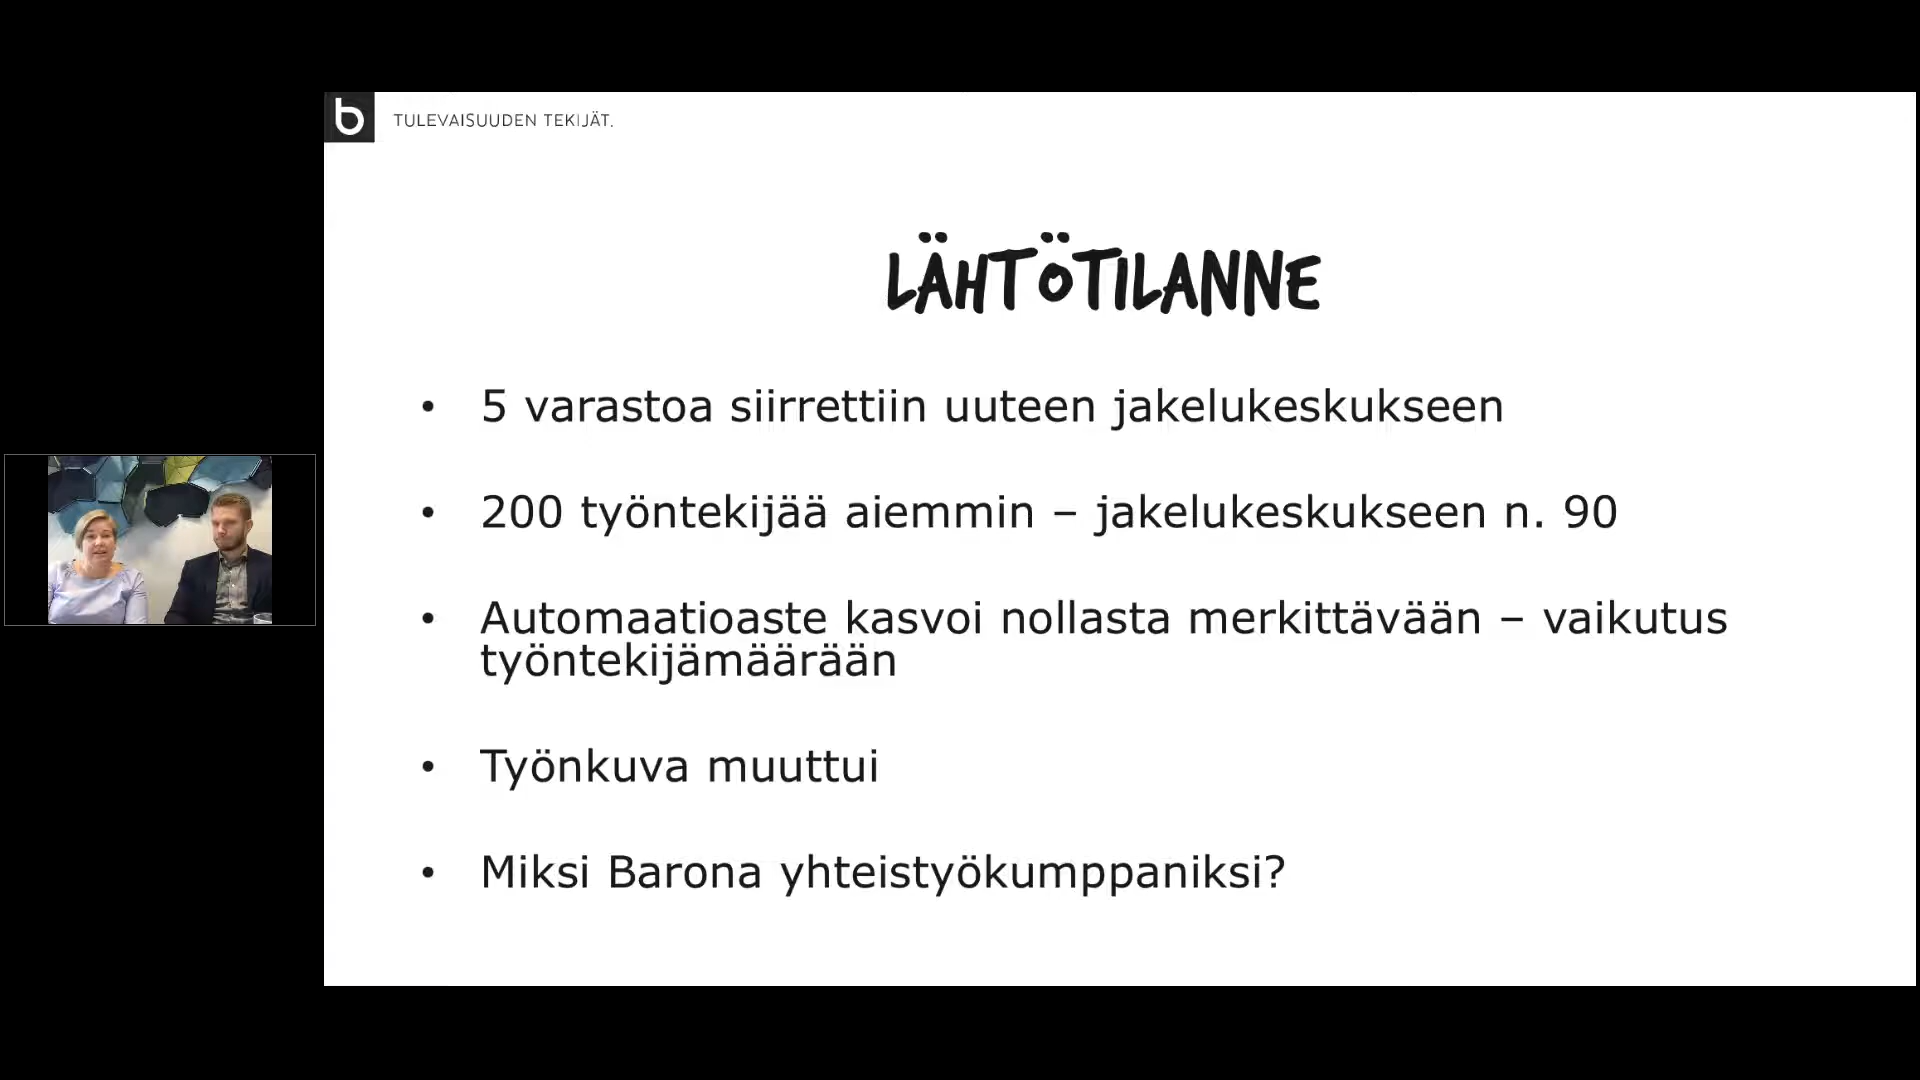 b TULEVAISUUDEN TEKIJÄT.
LÄHTÖTILANNE
• 5 varastoa siirrettiin uuteen jakelukeskukseen
• 200 työntekijää aiemmin – jakelukeskukseen n. 90
• Automaatioaste kasvoi nollasta merkittävään – vaikutus
työntekijämäärään
• Työnkuva muuttui
• Miksi Barona yhteistyökumppaniksi?